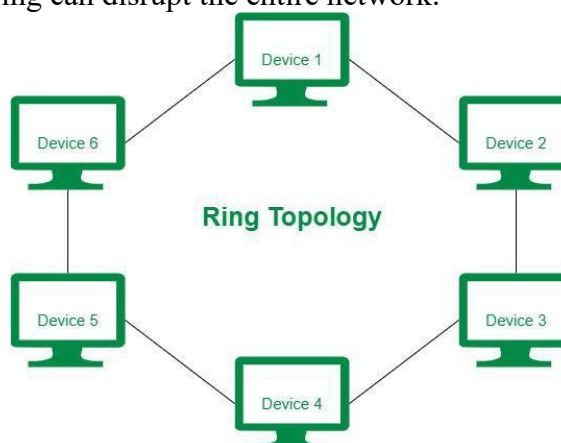 ing can disrupt the entire network.
Device 1
Device 6
Device 2
Ring Topology
Device 5
Device 3
Device 4